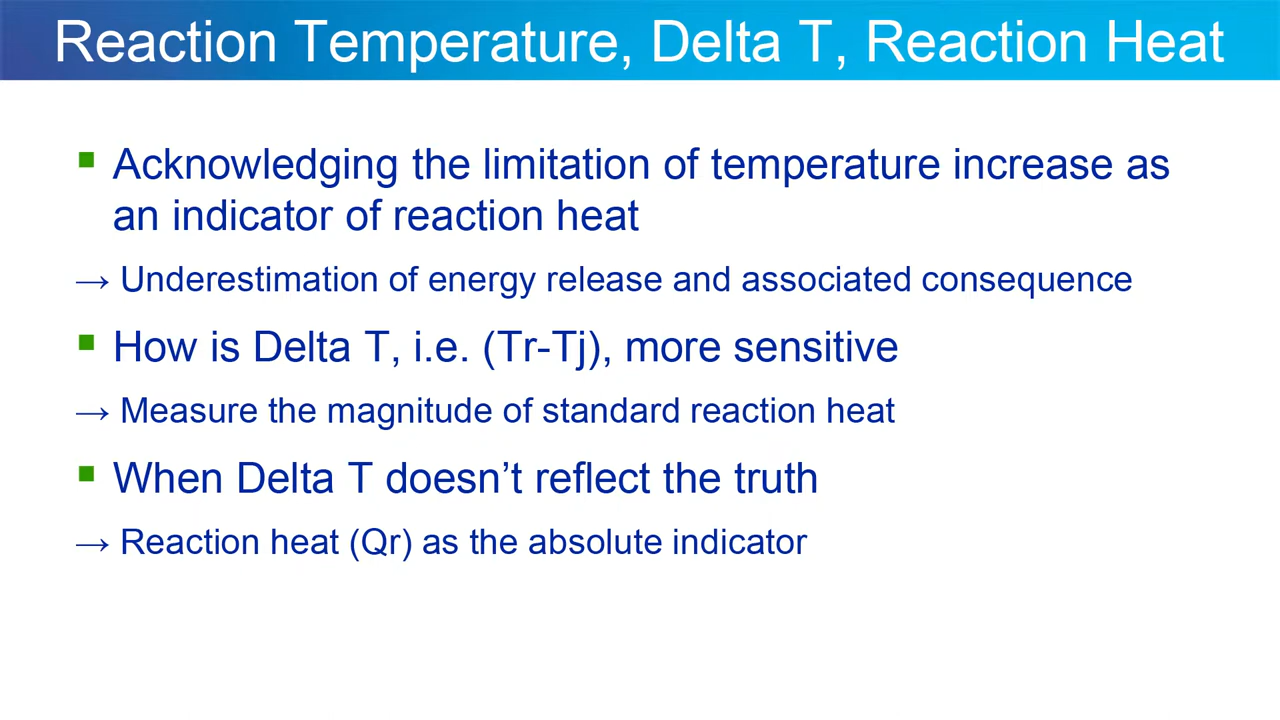 Reaction Temperature, Delta T, Reaction Heat
Acknowledging the limitation of temperature increase as
an indicator of reaction heat
→ Underestimation of energy release and associated consequence
How is Delta T, i.e. (Tr-Tj), more sensitive
→ Measure the magnitude of standard reaction heat
When Delta T doesn’t reflect the truth
→ Reaction heat (Qr) as the absolute indicator